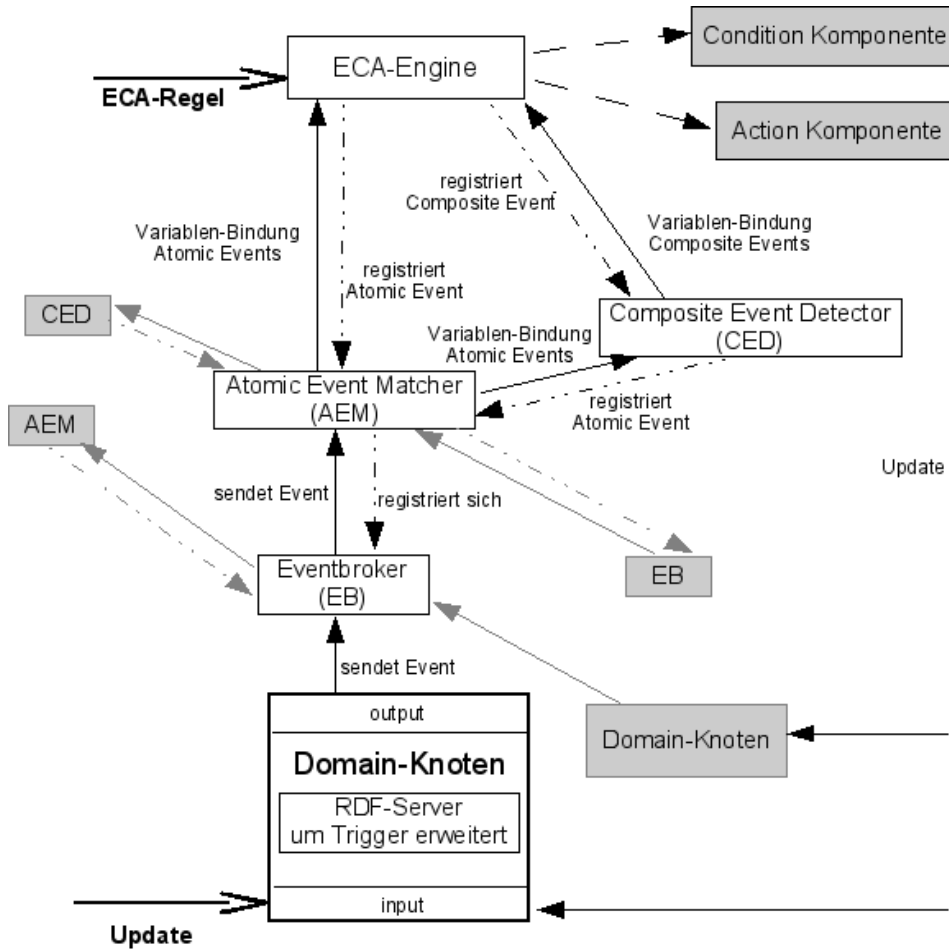 Condition Komponente
ECA-Engine
ECA-Regel
Action Komponente
registriert
Composite Event
Variablen-Bindung
Atomic Events
Variablen-Bindung
Composite Events
registriert
Atomic Event
CED
Composite Event Detector
(CED)
Variablen-Bindung
Atomic Events
Atomic Event Matcher
(AEM)
registriert
Atomic Event
AEM
Update
sendet Event
registriert sich
Eventbroker
(EB)
EB
sendet Event
output
Domain-Knoten
Domain-Knoten
RDF-Server
um Trigger erweitert
input
Update